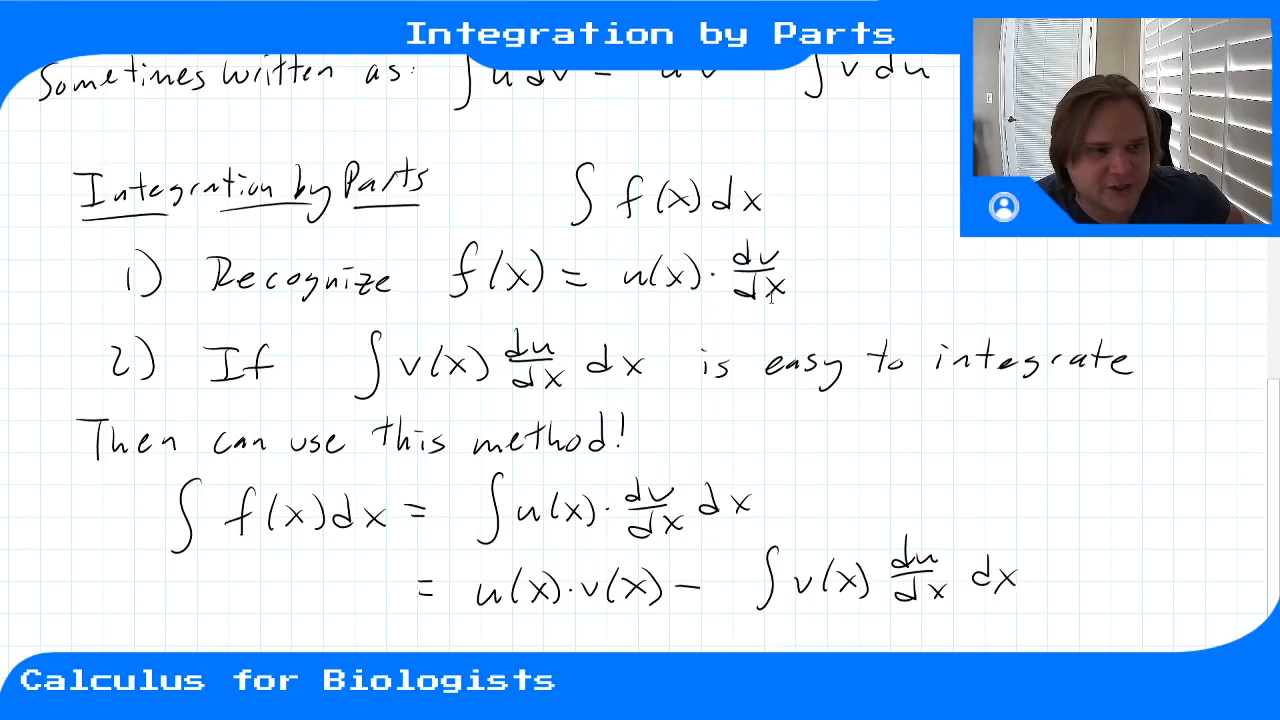 Integration by Parts
Sometimes written as: ∫ u dv = uv - ∫ v du
Integration by Parts ∫ f(x) dx
1) Recognize f(x) = u(x) · dv/dx
2) If ∫ v(x) du/dx dx is easy to integrate
Then can use this method!
∫ f(x) dx = ∫ u(x) · dv/dx dx
= u(x) · v(x) - ∫ v(x) du/dx dx
Calculus for Biologists